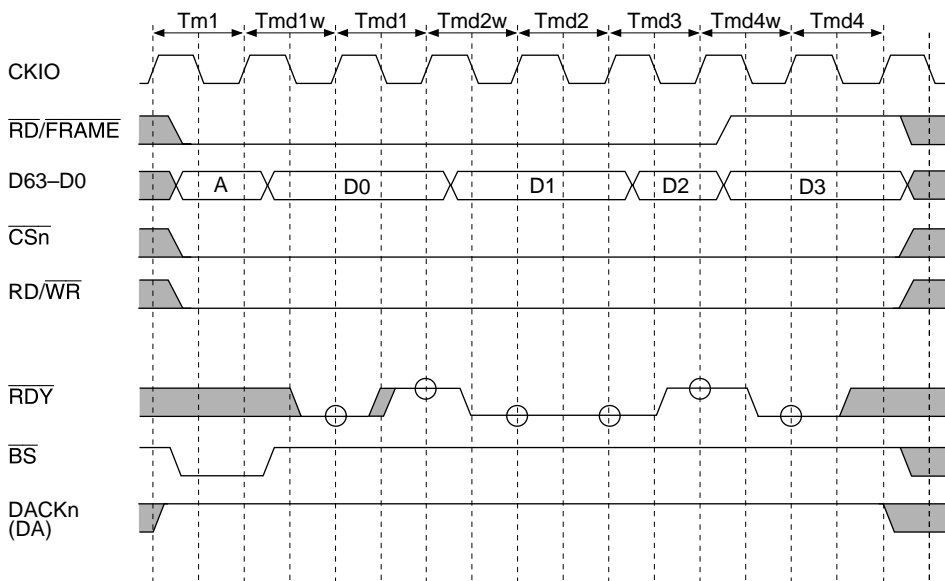 Tm1 Tmd1w Tmd1 Tmd2w Tmd2 Tmd3 Tmd4w Tmd4
CKIO
RD/FRAME
D63–D0 A D0 D1 D2 D3
CSn
RD/WR
RDY
BS
DACKn
(DA)